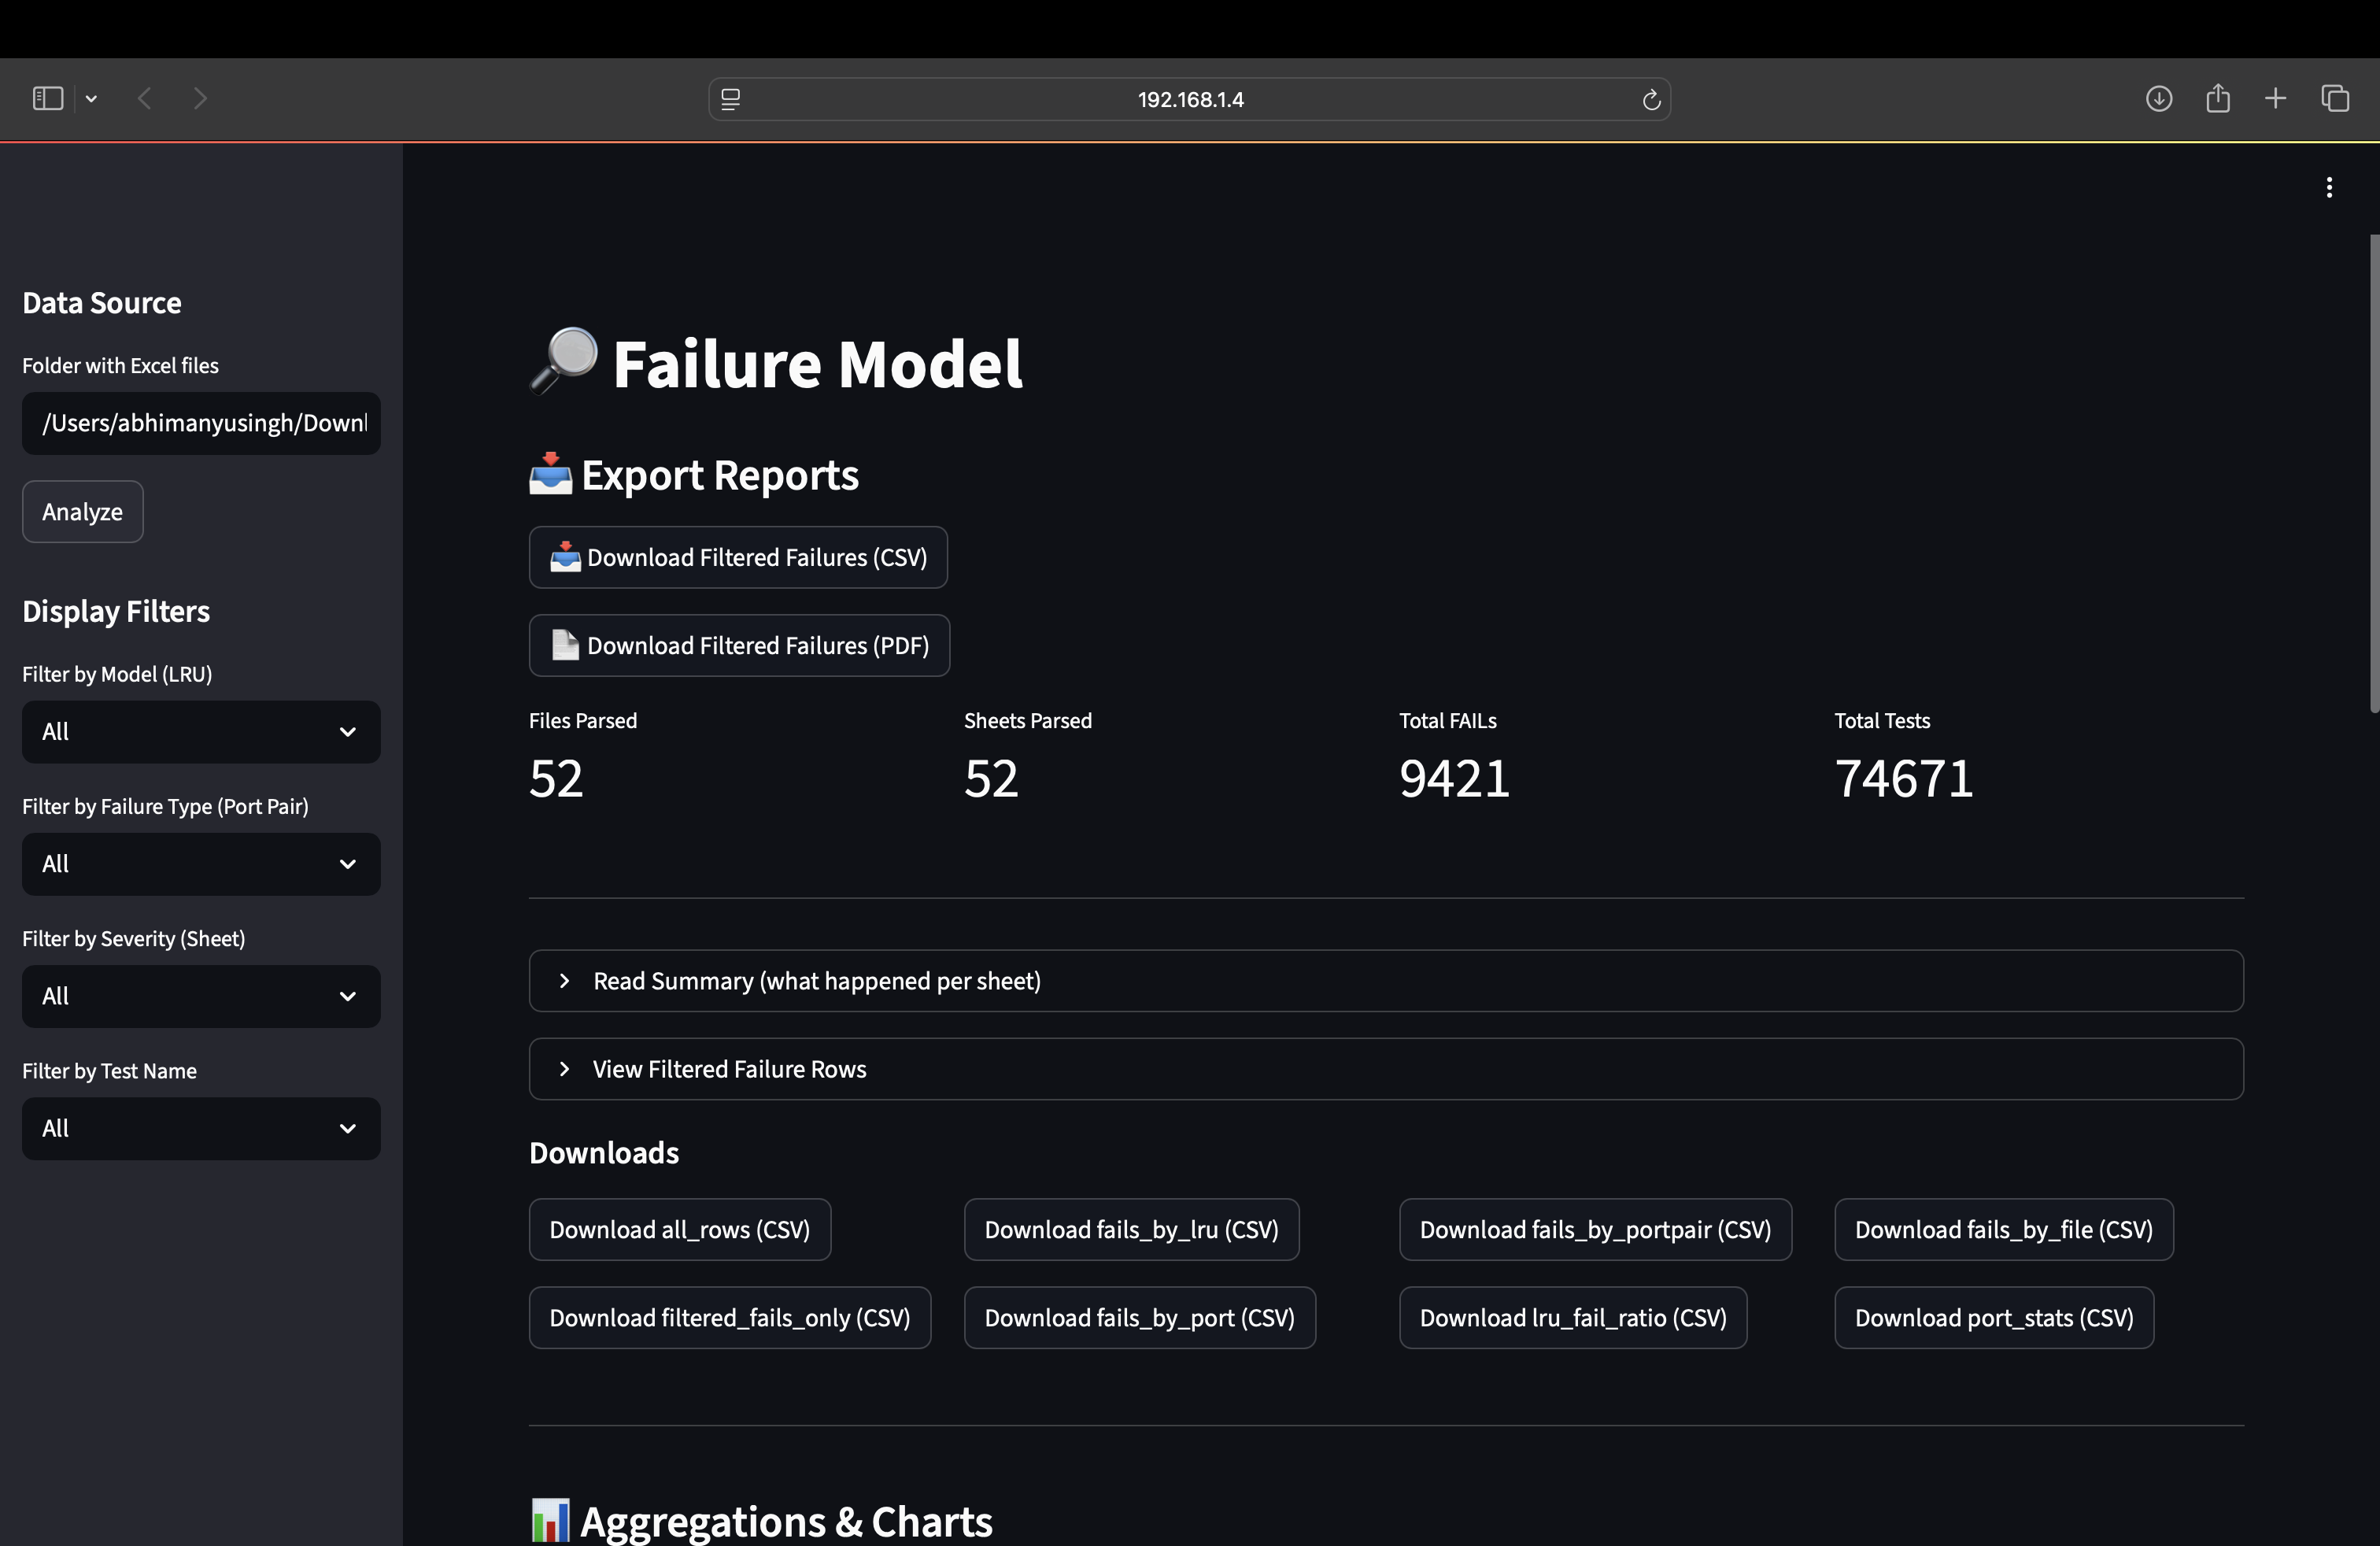 192.168.1.4
Data Source
Folder with Excel files
/Users/abhimanyusingh/Downl
Analyze
Display Filters
Filter by Model (LRU)
All
Filter by Failure Type (Port Pair)
All
Filter by Severity (Sheet)
All
Filter by Test Name
All
Failure Model
Export Reports
Download Filtered Failures (CSV)
Download Filtered Failures (PDF)
Files Parsed
52
Sheets Parsed
52
Total FAILs
9421
Total Tests
74671
Read Summary (what happened per sheet)
View Filtered Failure Rows
Downloads
Download all_rows (CSV)
Download fails_by_lru (CSV)
Download fails_by_portpair (CSV)
Download fails_by_file (CSV)
Download filtered_fails_only (CSV)
Download fails_by_port (CSV)
Download lru_fail_ratio (CSV)
Download port_stats (CSV)
Aggregations & Charts